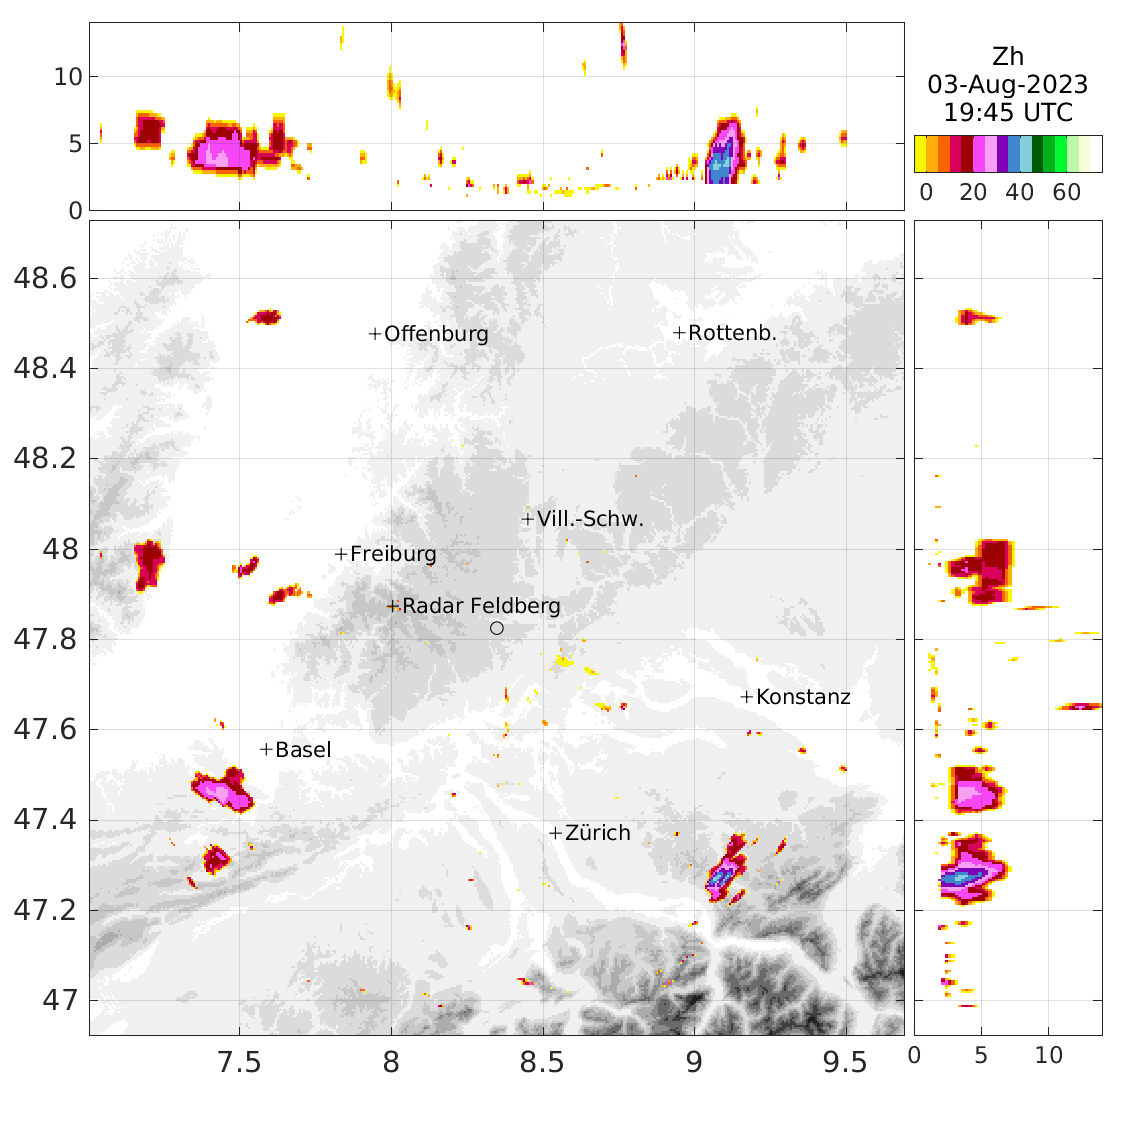 10
5
0
Zh
03-Aug-2023
19:45 UTC
0 20 40 60
48.6
48.4
48.2
48
47.8
47.6
47.4
47.2
47
+Offenburg
+Rottenb.
+Vill.-Schw.
+Freiburg
+Radar Feldberg
+Konstanz
+Basel
+Zürich
7.5 8 8.5 9 9.5
0 5 10